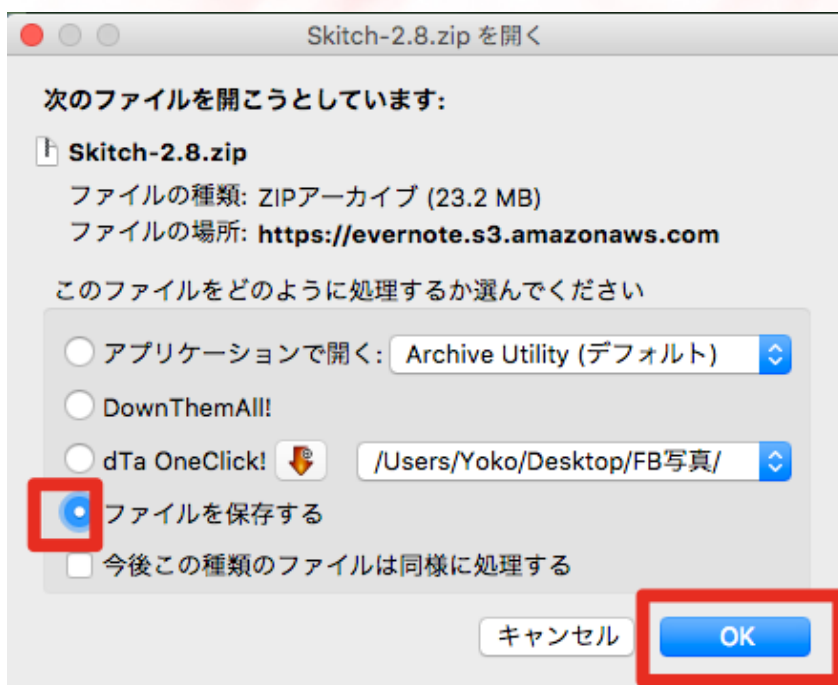 Skitch-2.8.zip を開く
次のファイルを開こうとしています:
Skitch-2.8.zip
ファイルの種類: ZIPアーカイブ (23.2 MB)
ファイルの場所: https://evernote.s3.amazonaws.com
このファイルをどのように処理するか選んでください
アプリケーションで開く: Archive Utility (デフォルト)
DownThemAll!
dTa OneClick! /Users/Yoko/Desktop/FB写真/
ファイルを保存する
今後この種類のファイルは同様に処理する
キャンセル OK